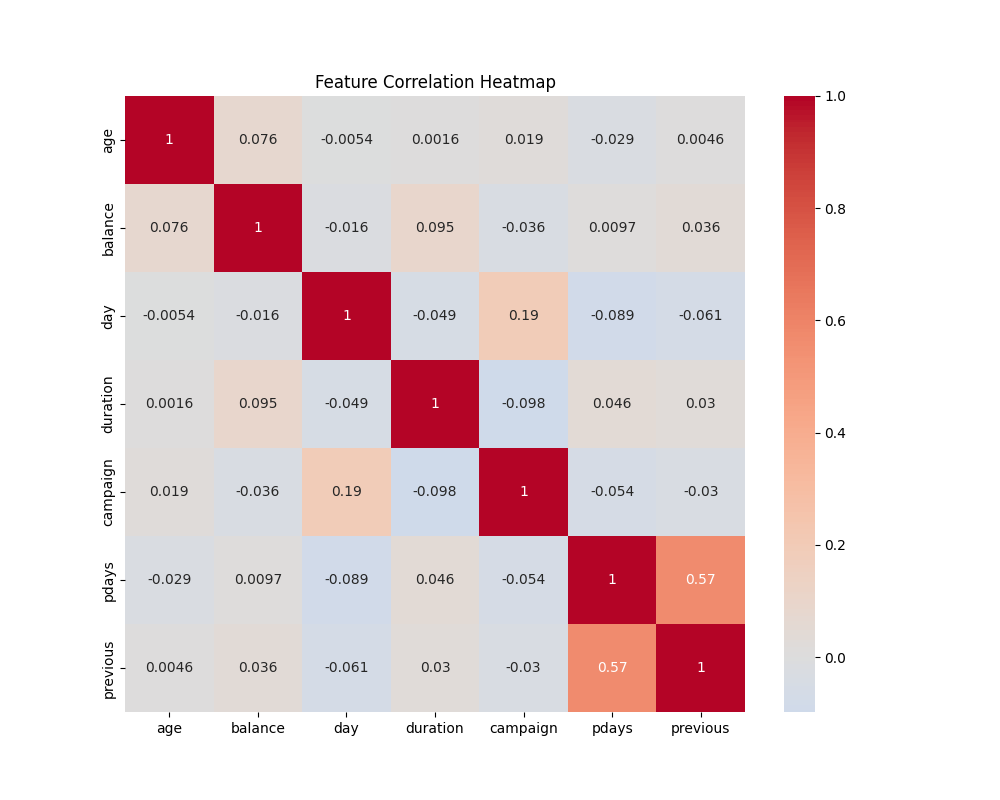 Feature Correlation Heatmap
age 1 0.076 -0.0054 0.0016 0.019 -0.029 0.0046
balance 0.076 1 -0.016 0.095 -0.036 0.0097 0.036
day -0.0054 -0.016 1 -0.049 0.19 -0.089 -0.061
duration 0.0016 0.095 -0.049 1 -0.098 0.046 0.03
campaign 0.019 -0.036 0.19 -0.098 1 -0.054 -0.03
pdays -0.029 0.0097 -0.089 0.046 -0.054 1 0.57
previous 0.0046 0.036 -0.061 0.03 -0.03 0.57 1
age balance day duration campaign pdays previous
1.0
0.8
0.6
0.4
0.2
0.0